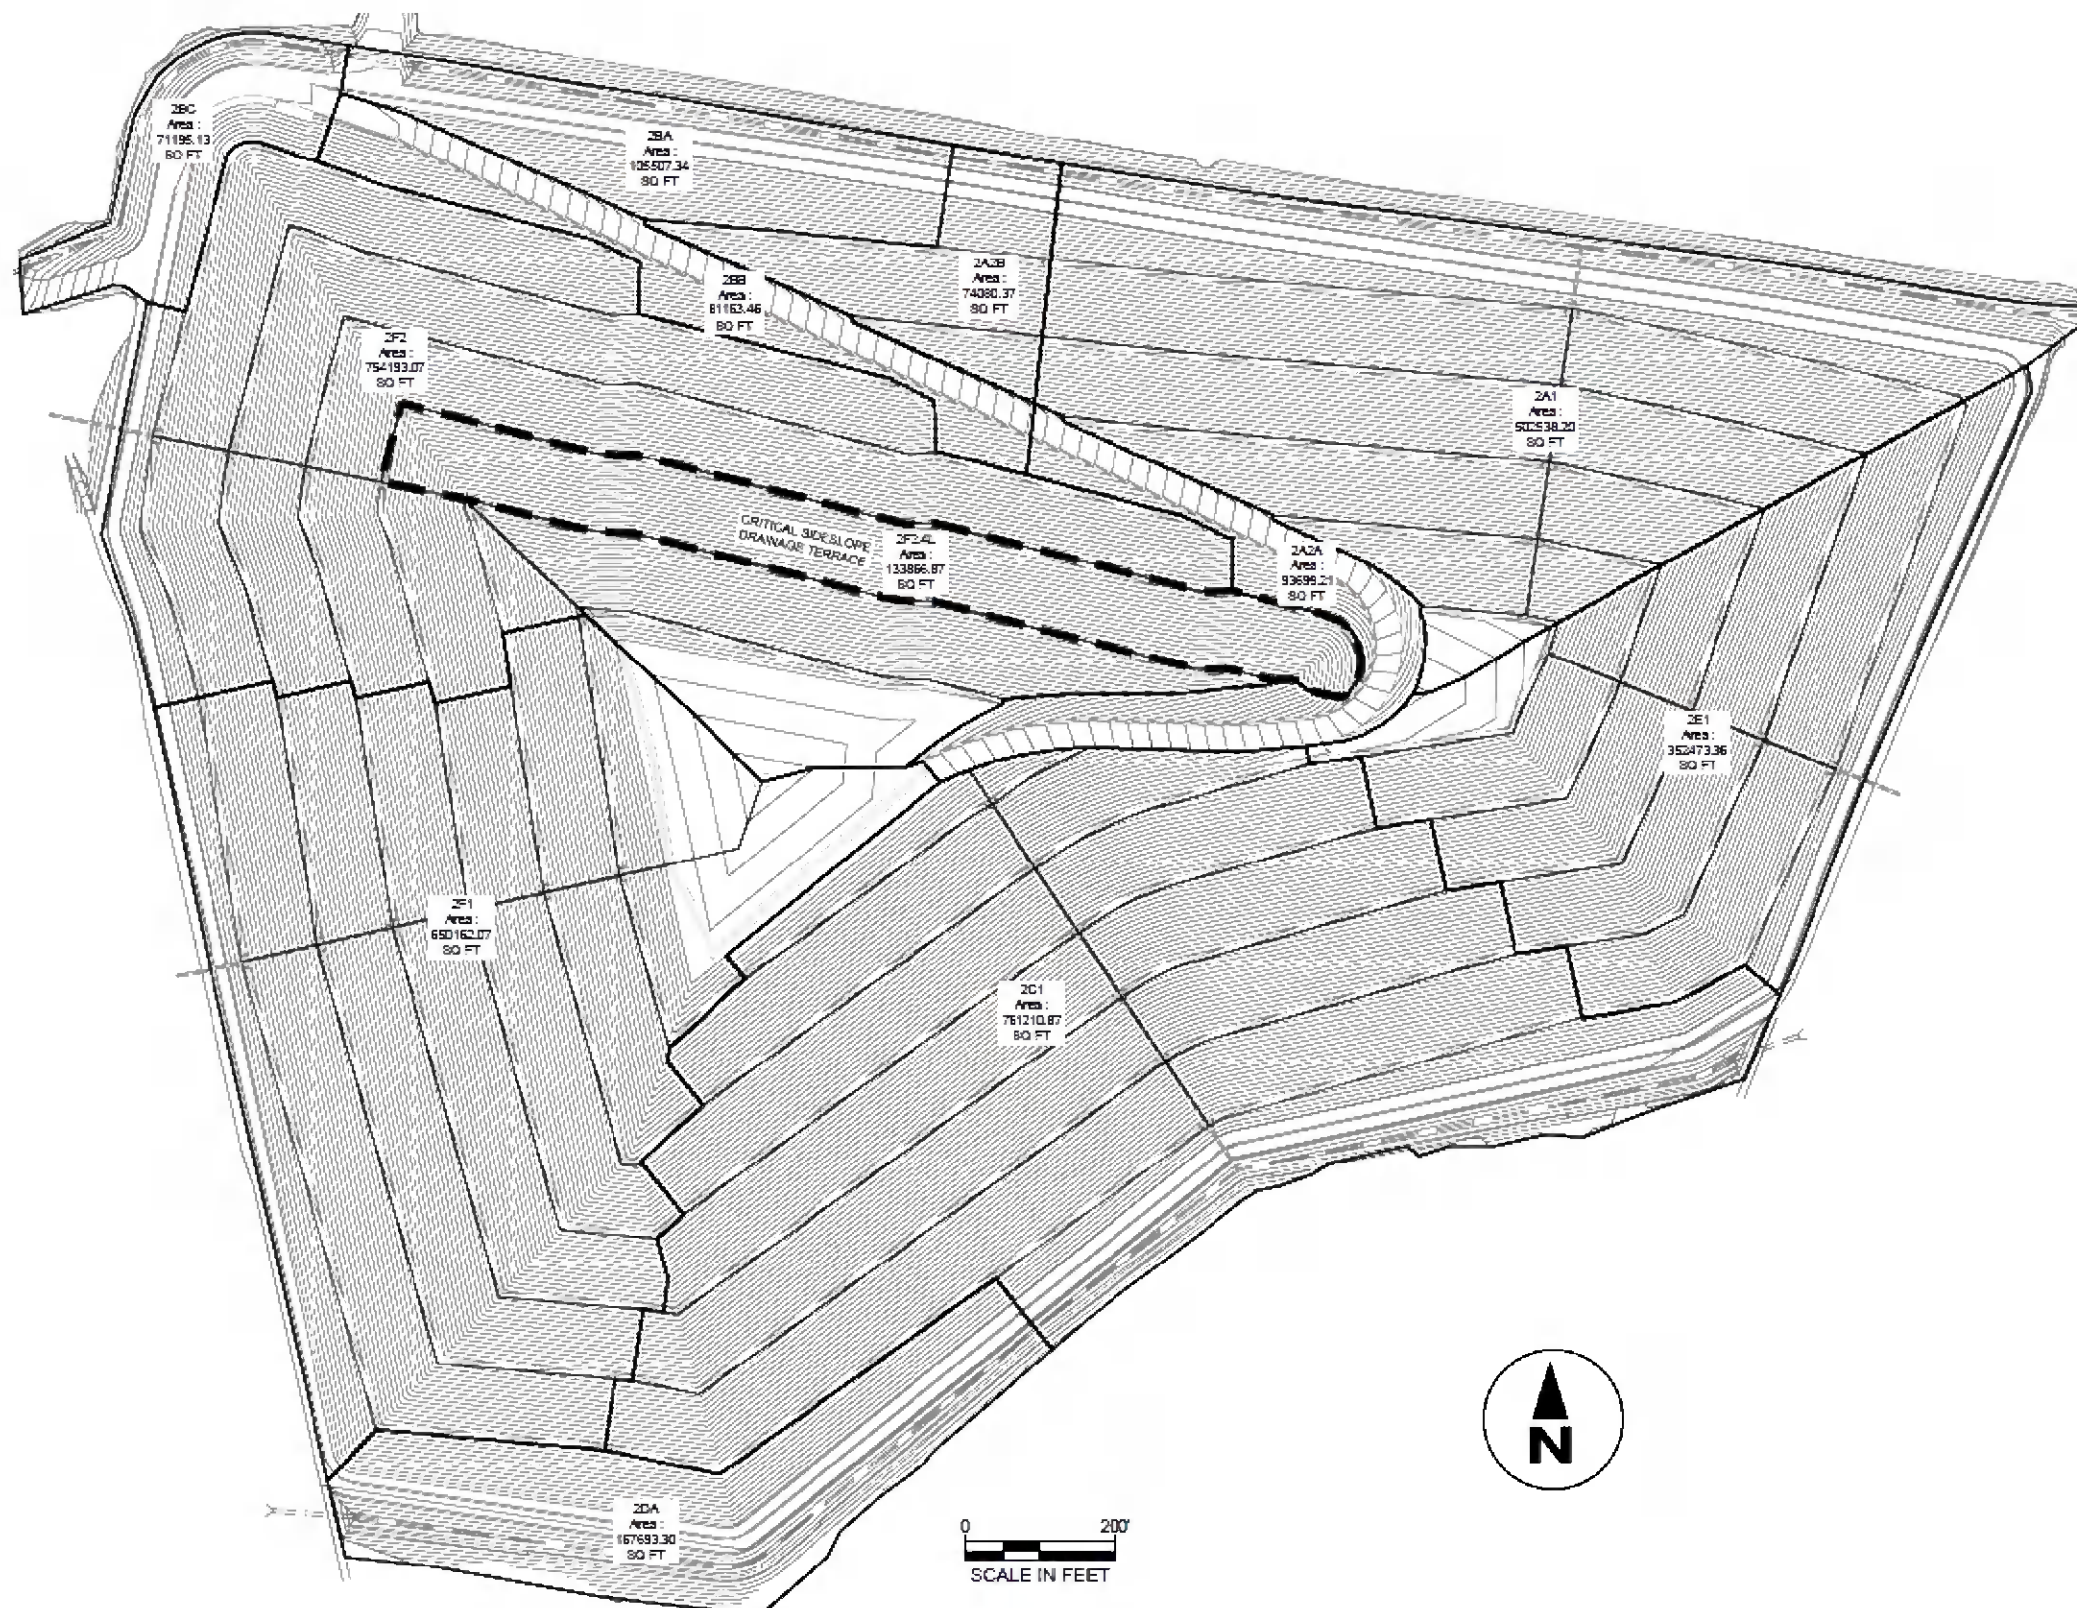 2BC
Area :
71195.13
SQ FT
2BA
Area :
105507.34
SQ FT
2BB
Area :
81163.46
SQ FT
2A2B
Area :
74080.37
SQ FT
2F2
Area :
754193.07
SQ FT
2A1
Area :
502538.20
SQ FT
CRITICAL SIDESLOPE
DRAINAGE TERRACE
2F2.4L
Area :
133866.87
SQ FT
2A2A
Area :
93699.21
SQ FT
2E1
Area :
352473.36
SQ FT
2F1
Area :
650162.07
SQ FT
2C1
Area :
761210.87
SQ FT
2DA
Area :
167693.30
SQ FT
0 200'
SCALE IN FEET
N